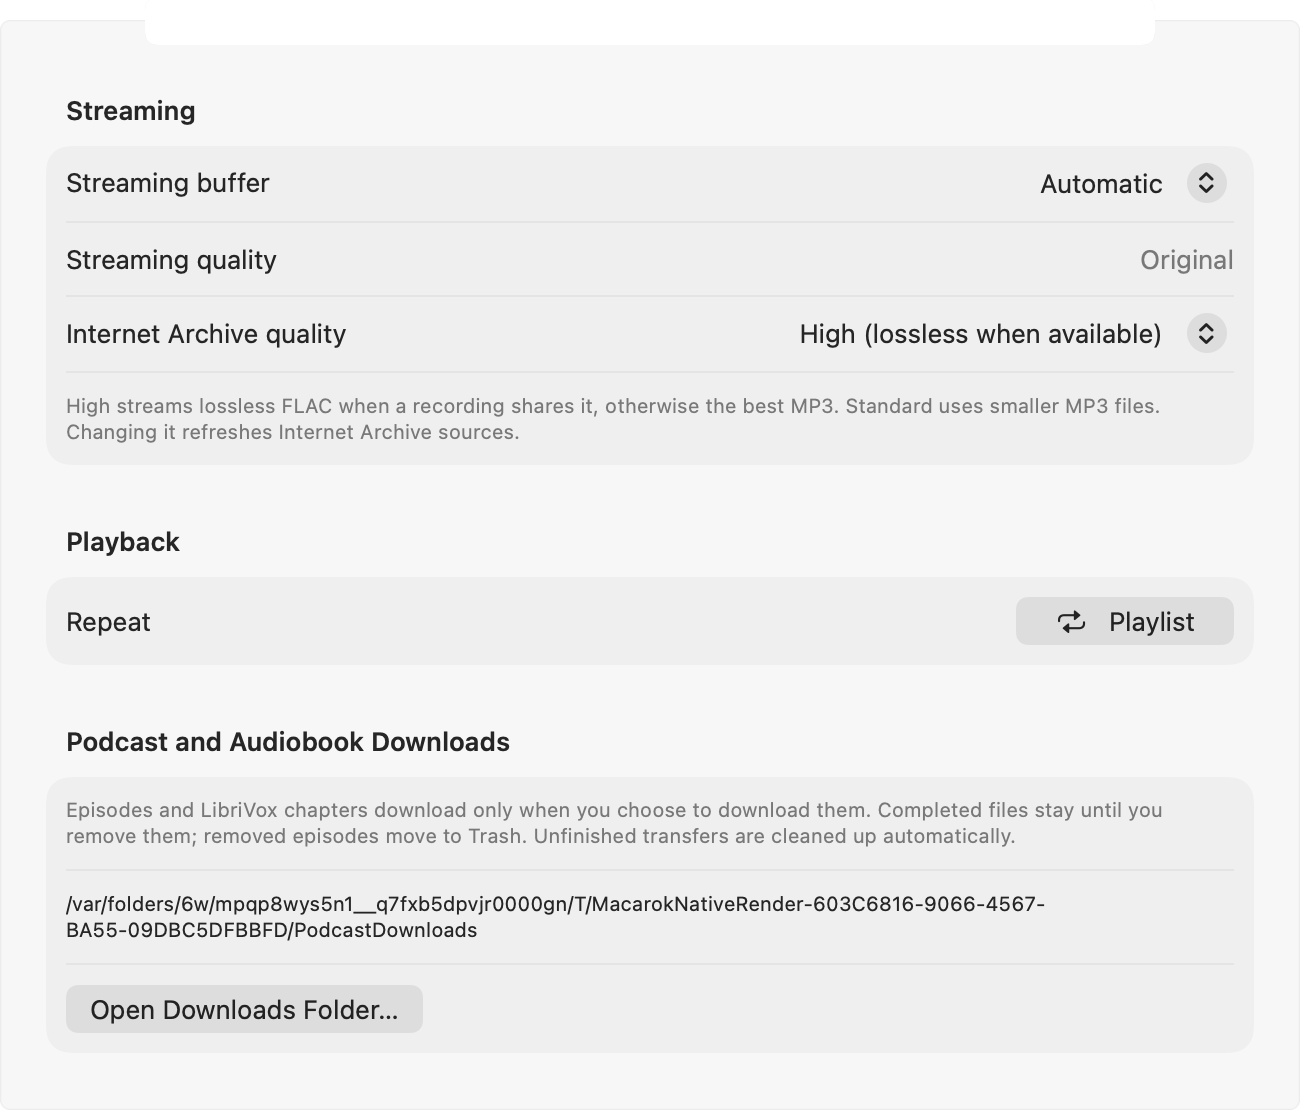 Streaming
Streaming buffer
Automatic
Streaming quality
Original
Internet Archive quality
High (lossless when available)
High streams lossless FLAC when a recording shares it, otherwise the best MP3. Standard uses smaller MP3 files.
Changing it refreshes Internet Archive sources.
Playback
Repeat
Playlist
Podcast and Audiobook Downloads
Episodes and LibriVox chapters download only when you choose to download them. Completed files stay until you
remove them; removed episodes move to Trash. Unfinished transfers are cleaned up automatically.
/var/folders/6w/mpqp8wys5n1__q7fxb5dpvjr0000gn/T/MacarokNativeRender-603C6816-9066-4567-
BA55-09DBC5DFBBFD/PodcastDownloads
Open Downloads Folder...